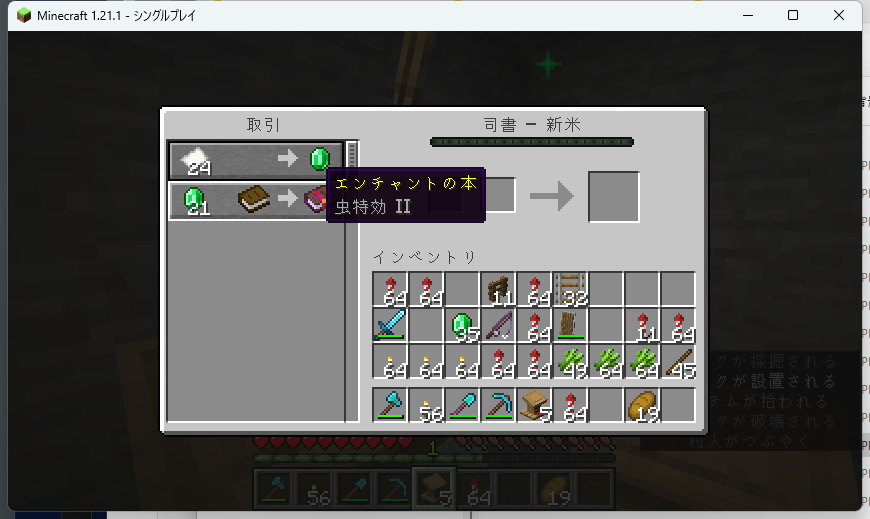 Minecraft 1.21.1 - シングルプレイ
取引
司書 - 新米
24
21
エンチャントの本
虫特効 II
インベントリ
64 64 11 64 32
35 64 11 64
64 64 64 64 64 49 64 64 45
56 5 64 19
クが採掘される
クが設置される
テムが拾われる
クが破壊される
村人がつぶやく
1
56 5 64 19